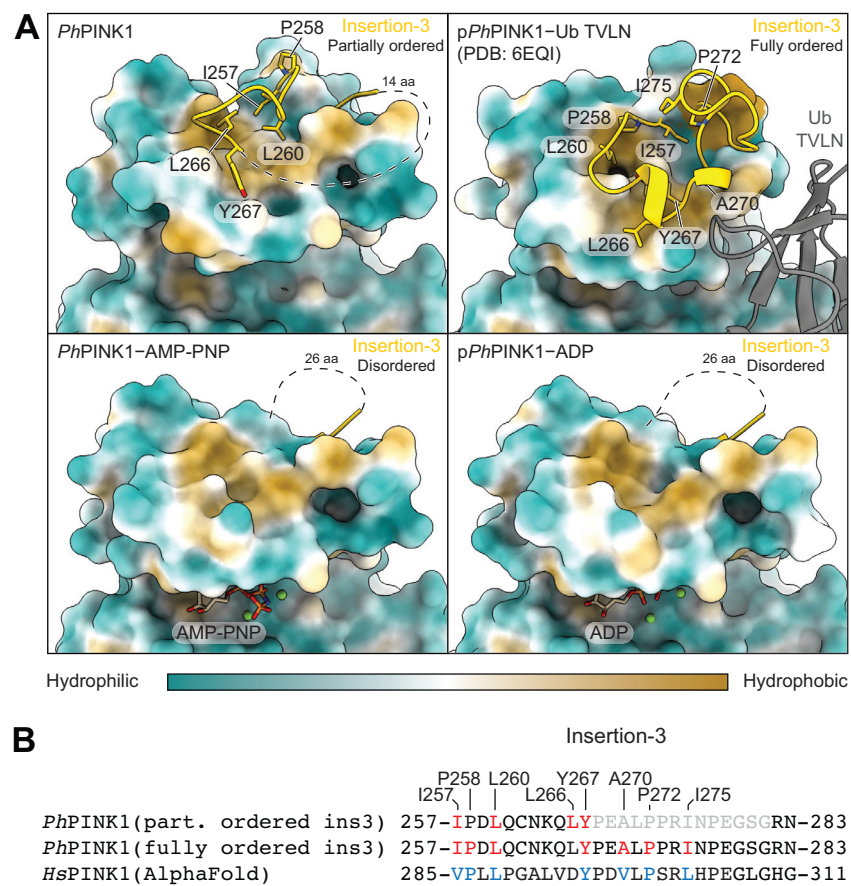 A
PhPINK1
Insertion-3
Partially ordered
P258
I257
14 aa
L260
L266
Y267
pPhPINK1−Ub TVLN
(PDB: 6EQI)
Insertion-3
Fully ordered
P272
I275
P258
L260
I257
Ub
TVLN
A270
Y267
L266
PhPINK1−AMP-PNP
Insertion-3
Disordered
26 aa
AMP-PNP
pPhPINK1−ADP
Insertion-3
Disordered
26 aa
ADP
Hydrophilic
Hydrophobic
B
Insertion-3
P258 L260 Y267 A270
I257 L266 P272 I275
PhPINK1(part. ordered ins3) 257-IPDLQCNKQLYPEALPPRINPEGSGRN-283
PhPINK1(fully ordered ins3) 257-IPDLQCNKQLYPEALPPRINPEGSGRN-283
HsPINK1(AlphaFold) 285-VPLLPGALVDYPDVLPSRLHPEGLGHG-311